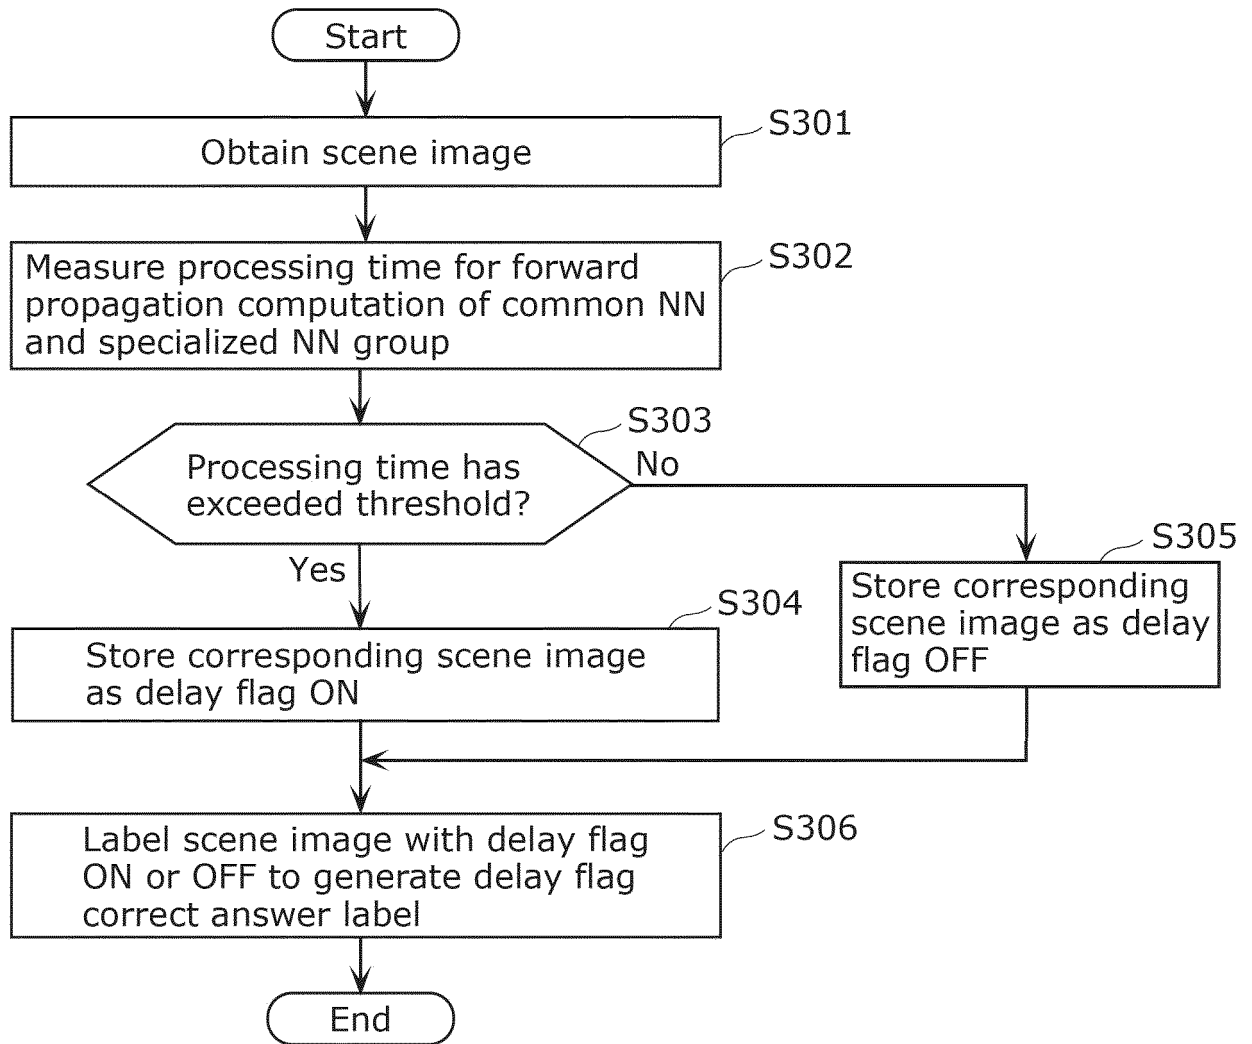 Start
S301
Obtain scene image
S302
Measure processing time for forward
propagation computation of common NN
and specialized NN group
S303
Processing time has
exceeded threshold?
No
Yes
S305
Store corresponding
scene image as delay
flag OFF
S304
Store corresponding scene image
as delay flag ON
S306
Label scene image with delay flag
ON or OFF to generate delay flag
correct answer label
End